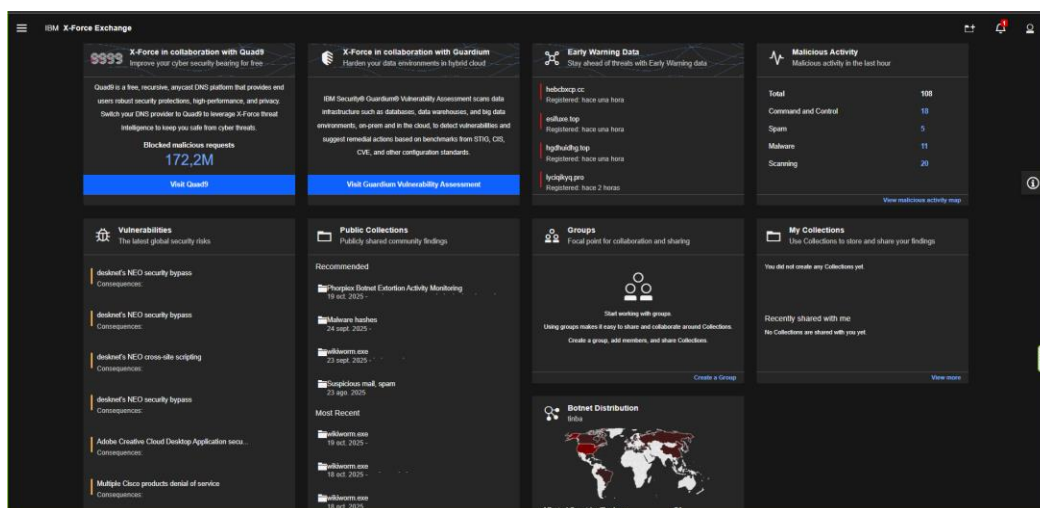 IBM X-Force Exchange
1
9999
X-Force in collaboration with Quad9
Improve your cyber security bearing for free
Quad9 is a free, recursive, anycast DNS platform that provides end
users robust security protections, high-performance, and privacy.
Switch your DNS provider to Quad9 to leverage X-Force threat
Intelligence to keep you safe from cyber threats.
Blocked malicious requests
172,2M
Visit Quad9
X-Force in collaboration with Guardium
Harden your data environments in hybrid cloud
IBM Security® Guardium® Vulnerability Assessment scans data
infrastructure such as databases, data warehouses, and big data
environments, on-prem and in the cloud, to detect vulnerabilities and
suggest remedial actions based on benchmarks from STIG, CIS,
CVE, and other configuration standards.
Visit Guardium Vulnerability Assessment
Early Warning Data
Stay ahead of threats with Early Warning data
hebcbxcp.cc
Registered: hace una hora
Registered: hace una hora
hgdhuidhg.top
Registered: hace una hora
lyciqikyq.pro
Registered: hace 2 horas
Malicious Activity
Malicious activity in the last hour
Total 108
Command and Control 10
Spam 5
Malware 11
Scanning 20
View malicious activity map
Vulnerabilities
The latest global security risks
desknet's NEO security bypass
Consequences:
desknet's NEO security bypass
Consequences:
desknet's NEO cross-site scripting
Consequences:
desknet's NEO security bypass
Consequences:
Adobe Creative Cloud Desktop Application secu...
Consequences:
Multiple Cisco products denial of service
Consequences:
Public Collections
Publicly shared community findings
Recommended
Phorpiex Botnet Extortion Activity Monitoring
19 oct. 2025 -
Malware hashes
24 sept. 2025 -
wikiworm.exe
23 sept. 2025 -
Suspicious mail, spam
23 ago. 2025
Most Recent
wikiworm.exe
19 oct. 2025 -
wikiworm.exe
18 oct. 2025 -
wikiworm.exe
18 oct. 2025
Groups
Focal point for collaboration and sharing
Start working with groups
Using groups makes it easy to share and collaborate around Collections.
Create a group, add members, and share Collections.
Create a Group
My Collections
Use Collections to store and share your findings
You did not create any Collections yet.
Recently shared with me
No Collections are shared with you yet.
View more
Botnet Distribution
tinba